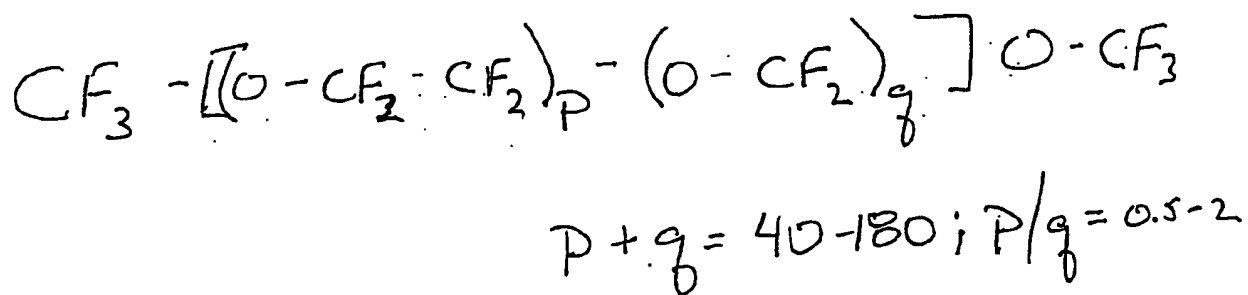 CF₃-[(O-CF₂-CF₂)p-(O-CF₂)q]O-CF₃
p+q=40-180; p/q=0.5-2